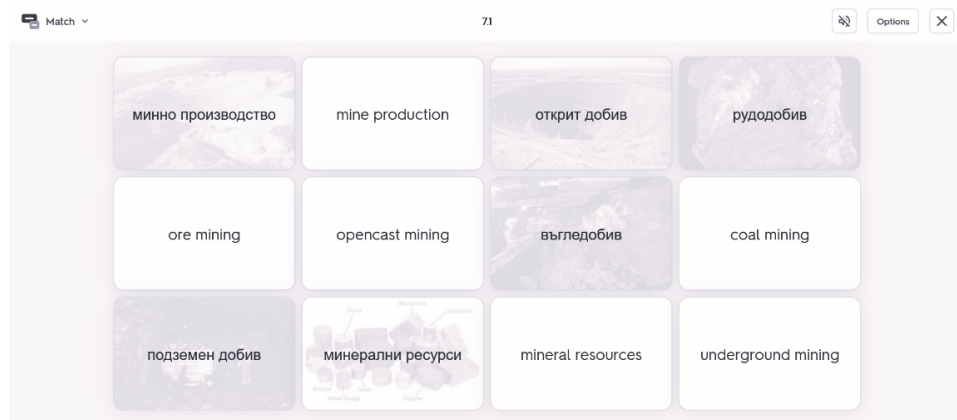 Match
7.1
Options
минно производство
mine production
открит добив
рудодобив
ore mining
opencast mining
въгледобив
coal mining
подземен добив
минерални ресурси
mineral resources
underground mining